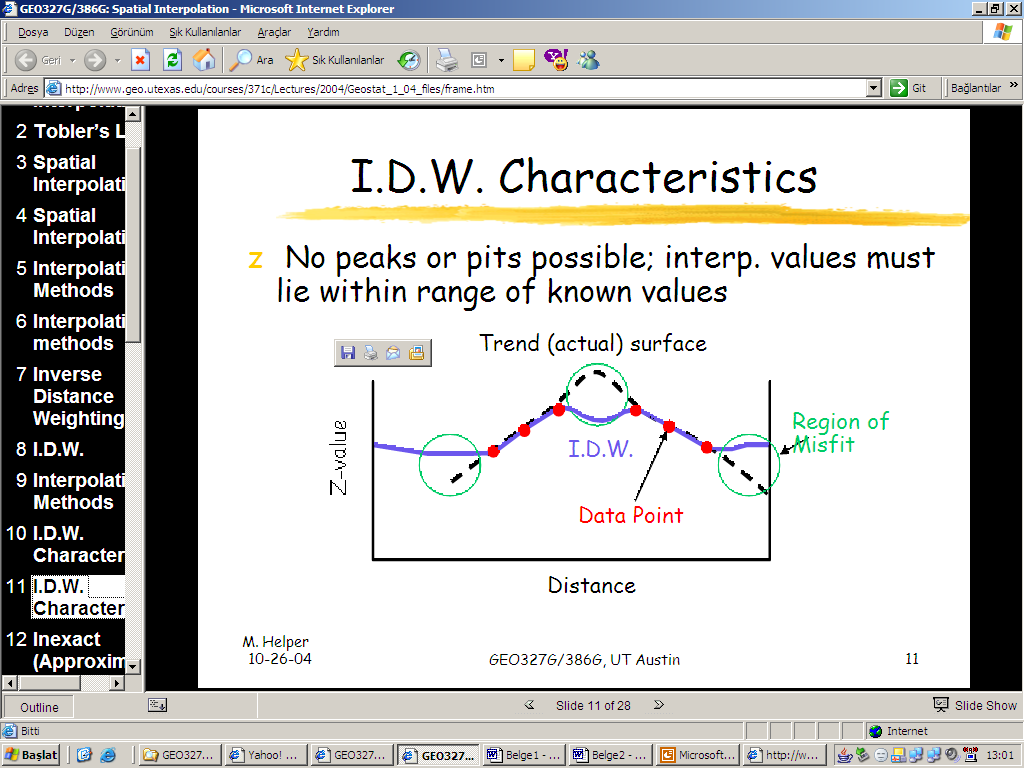 GEO327G/386G: Spatial Interpolation - Microsoft Internet Explorer
Dosya Düzen Görünüm Sık Kullanılanlar Araçlar Yardım
Geri Ara Sık Kullanılanlar
Adres http://www.geo.utexas.edu/courses/371c/Lectures/2004/Geostat_1_04_files/frame.htm Git Bağlantılar »
2 Tobler's L
3 Spatial
Interpolati
4 Spatial
Interpolati
5 Interpolati
Methods
6 Interpolati
methods
7 Inverse
Distance
Weighting
8 I.D.W.
9 Interpolati
Methods
10 I.D.W.
Character
11 I.D.W.
Character
12 Inexact
(Approxim
I.D.W. Characteristics
z No peaks or pits possible; interp. values must
lie within range of known values
Trend (actual) surface
Z-value
I.D.W.
Region of
Misfit
Data Point
Distance
M. Helper
10-26-04
GEO327G/386G, UT Austin
11
Outline
Slide 11 of 28
Slide Show
Bitti
Internet
Başlat GEO327... Yahoo! ... GEO327... GEO327... Belge1 - ... Belge2 - ... Microsoft... http://w... 13:01